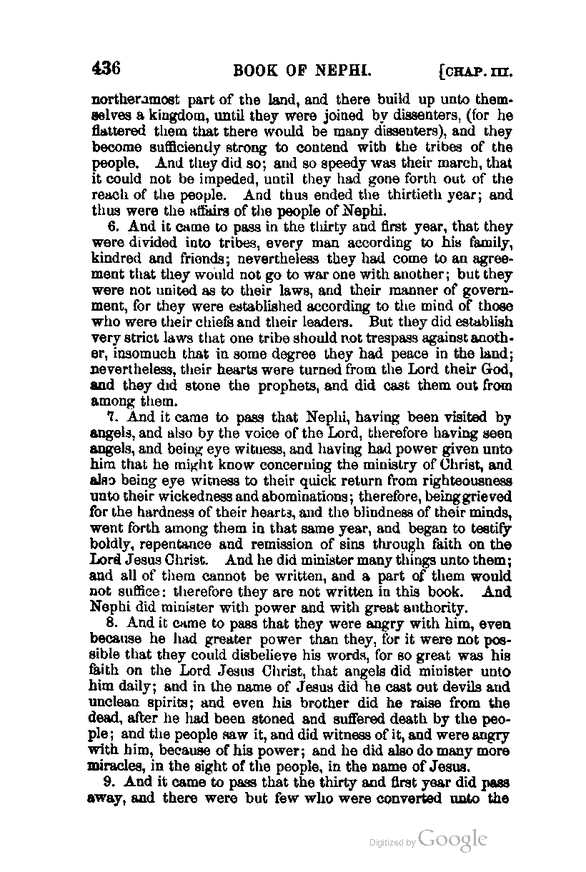 436 BOOK OF NEPHI. [CHAP. III.
northernmost part of the land, and there build up unto them-
selves a kingdom, until they were joined by dissenters, (for he
flattered them that there would be many dissenters), and they
become sufficiently strong to contend with the tribes of the
people. And they did so; and so speedy was their march, that
it could not be impeded, until they had gone forth out of the
reach of the people. And thus ended the thirtieth year; and
thus were the affairs of the people of Nephi.
6. And it came to pass in the thirty and first year, that they
were divided into tribes, every man according to his family,
kindred and friends; nevertheless they had come to an agree-
ment that they would not go to war one with another; but they
were not united as to their laws, and their manner of govern-
ment, for they were established according to the mind of those
who were their chiefs and their leaders. But they did establish
very strict laws that one tribe should not trespass against anoth-
er, insomuch that in some degree they had peace in the land;
nevertheless, their hearts were turned from the Lord their God,
and they did stone the prophets, and did cast them out from
among them.
7. And it came to pass that Nephi, having been visited by
angels, and also by the voice of the Lord, therefore having seen
angels, and being eye witness, and having had power given unto
him that he might know concerning the ministry of Christ, and
also being eye witness to their quick return from righteousness
unto their wickedness and abominations; therefore, being grieved
for the hardness of their hearts, and the blindness of their minds,
went forth among them in that same year, and began to testify
boldly, repentance and remission of sins through faith on the
Lord Jesus Christ. And he did minister many things unto them;
and all of them cannot be written, and a part of them would
not suffice: therefore they are not written in this book. And
Nephi did minister with power and with great authority.
8. And it came to pass that they were angry with him, even
because he had greater power than they, for it were not pos-
sible that they could disbelieve his words, for so great was his
faith on the Lord Jesus Christ, that angels did minister unto
him daily; and in the name of Jesus did he cast out devils and
unclean spirits; and even his brother did he raise from the
dead, after he had been stoned and suffered death by the peo-
ple; and the people saw it, and did witness of it, and were angry
with him, because of his power; and he did also do many more
miracles, in the sight of the people, in the name of Jesus.
9. And it came to pass that the thirty and first year did pass
away, and there were but few who were converted unto the
Digitized by Google